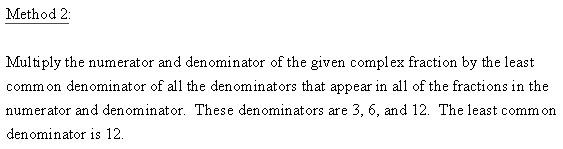 Method 2:
Multiply the numerator and denominator of the given complex fraction by the least
common denominator of all the denominators that appear in all of the fractions in the
numerator and denominator.  These denominators are 3, 6, and 12.  The least common
denominator is 12.